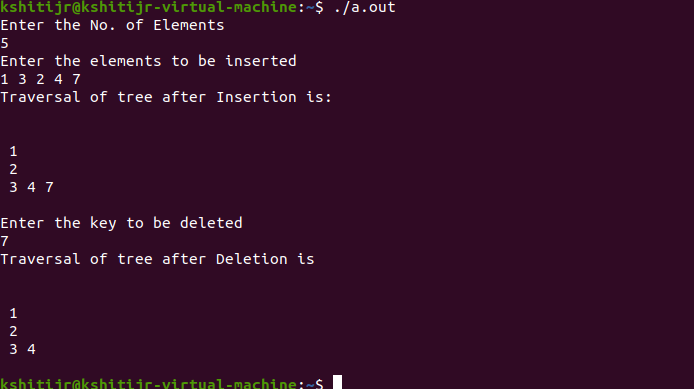 kshitijr@kshitijr-virtual-machine:~$ ./a.out
Enter the No. of Elements
5
Enter the elements to be inserted
1 3 2 4 7
Traversal of tree after Insertion is:
1
2
3 4 7
Enter the key to be deleted
7
Traversal of tree after Deletion is
1
2
3 4
kshitijr@kshitijr-virtual-machine:~$